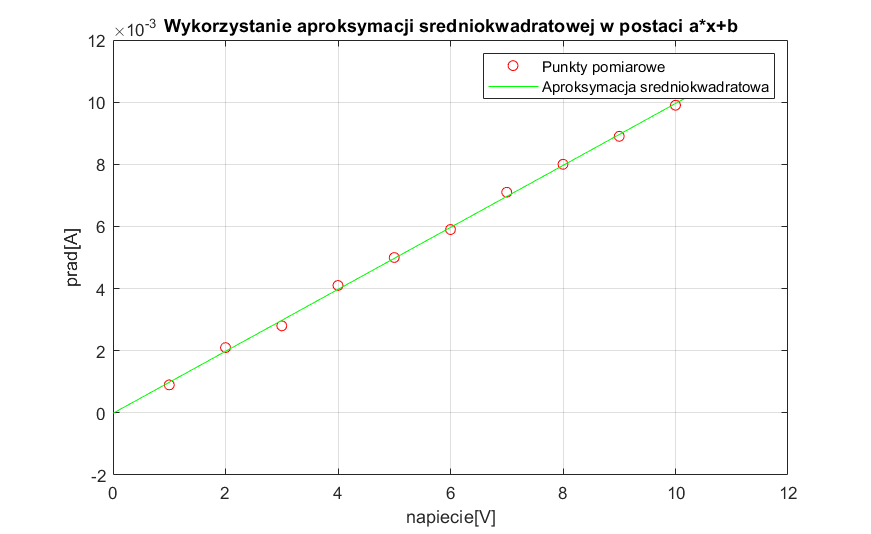 ×10-3 Wykorzystanie aproksymacji sredniokwadratowej w postaci a*x+b
12
10
8
6
4
2
0
-2
prad[A]
Punkty pomiarowe
Aproksymacja sredniokwadratowa
0 2 4 6 8 10 12
napiecie[V]